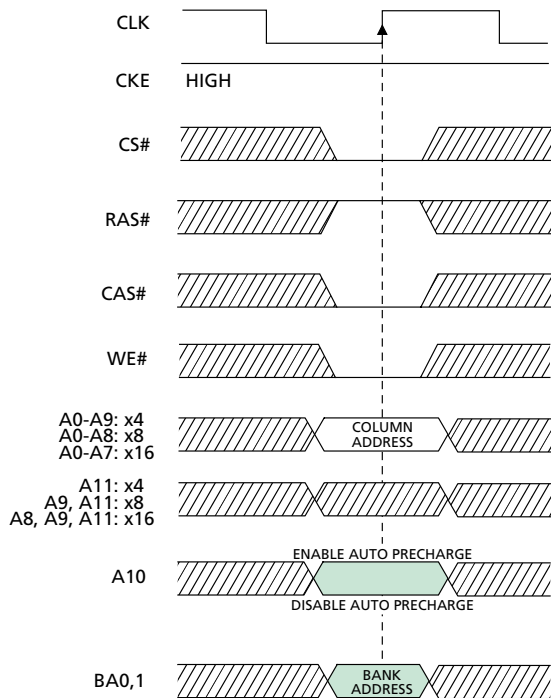 CLK
CKE HIGH
CS#
RAS#
CAS#
WE#
A0-A9: x4
A0-A8: x8
A0-A7: x16
COLUMN
ADDRESS
A11: x4
A9, A11: x8
A8, A9, A11: x16
ENABLE AUTO PRECHARGE
A10
DISABLE AUTO PRECHARGE
BA0,1
BANK
ADDRESS